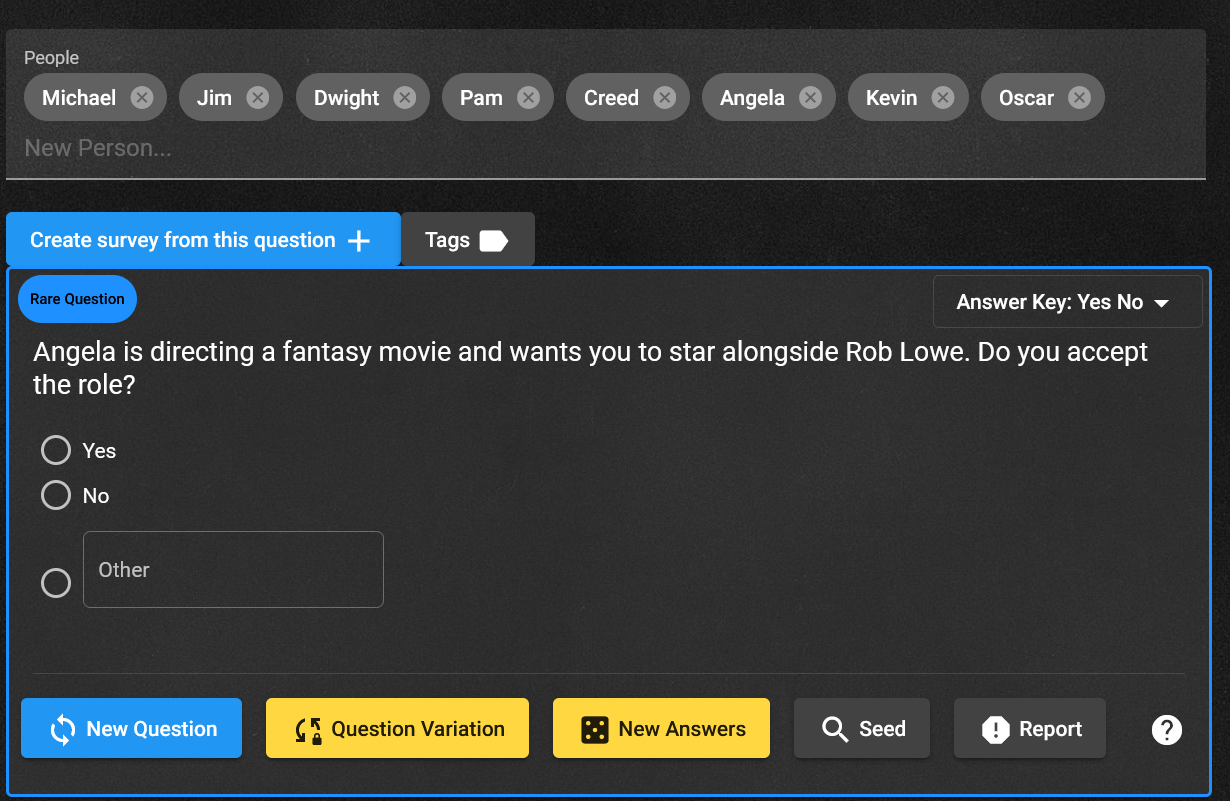 People
Michael Jim Dwight Pam Creed Angela Kevin Oscar
New Person...
Create survey from this question Tags
Rare Question Answer Key: Yes No
Angela is directing a fantasy movie and wants you to star alongside Rob Lowe. Do you accept
the role?
Yes
No
Other
New Question Question Variation New Answers Seed Report ?